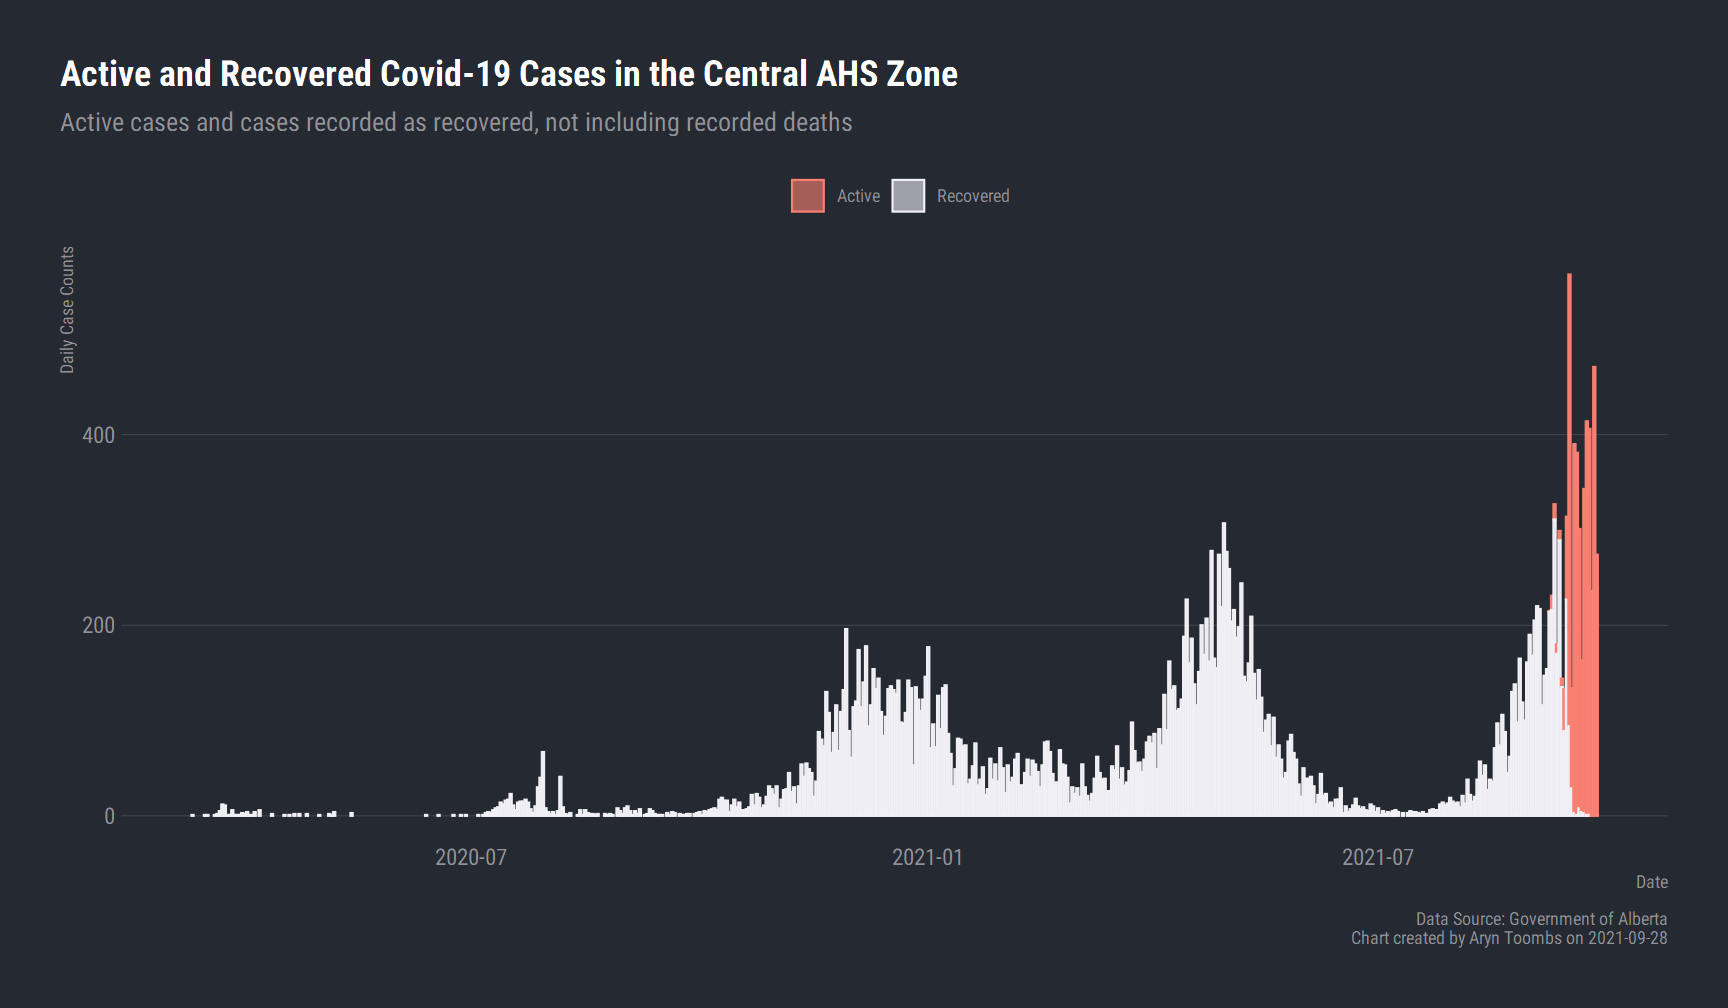 Active and Recovered Covid-19 Cases in the Central AHS Zone
Active cases and cases recorded as recovered, not including recorded deaths
Active
Recovered
Daily Case Counts
400
200
0
2020-07
2021-01
2021-07
Date
Data Source: Government of Alberta
Chart created by Aryn Toombs on 2021-09-28